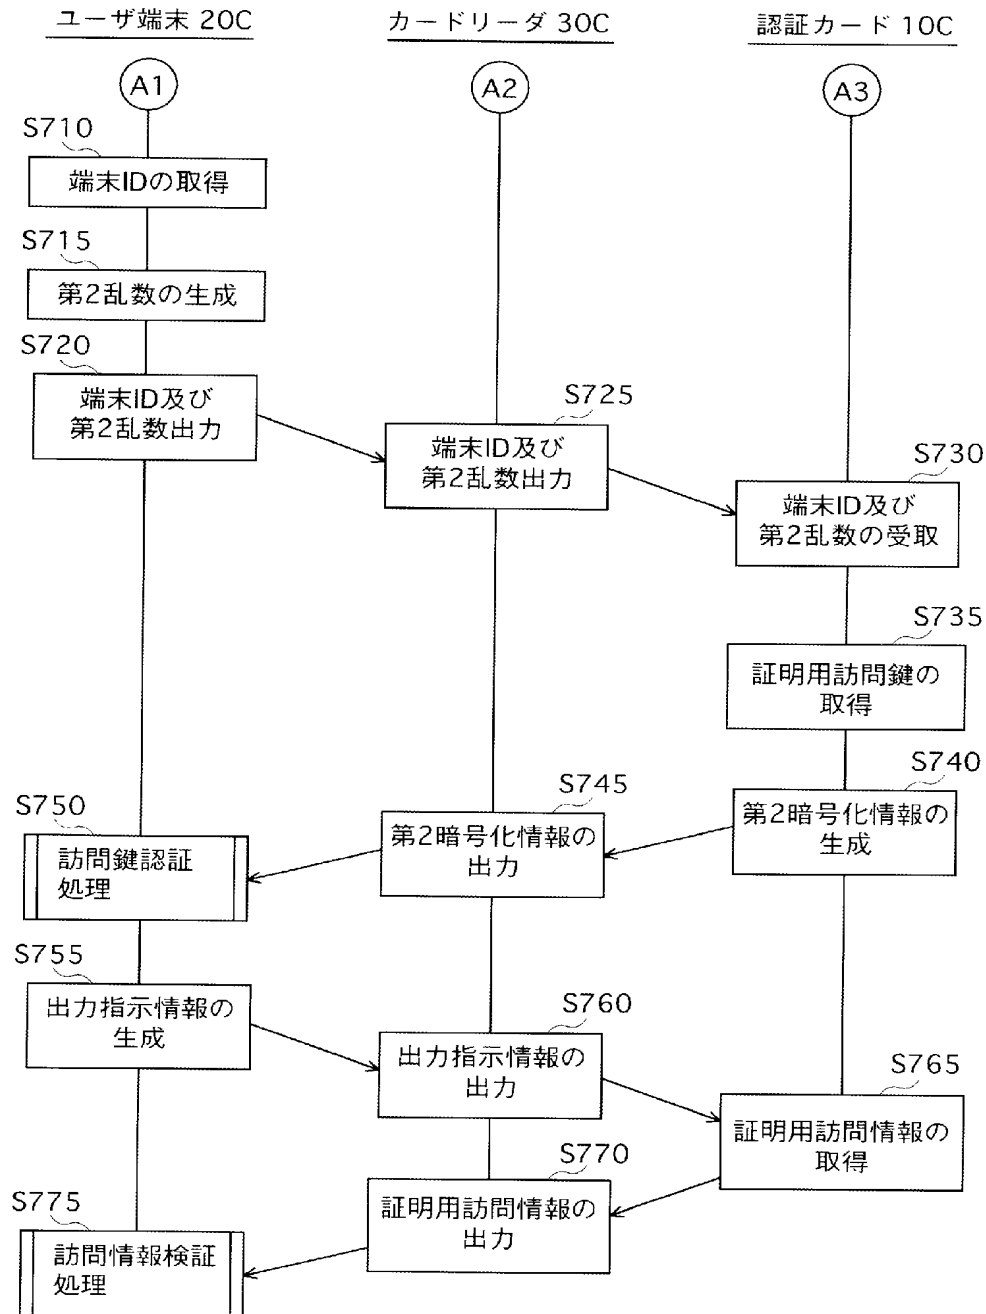 ユーザ端末 20C
カードリーダ 30C
認証カード 10C
A1
A2
A3
S710
端末IDの取得
S715
第2乱数の生成
S720
端末ID及び
第2乱数出力
S725
端末ID及び
第2乱数出力
S730
端末ID及び
第2乱数の受取
S735
証明用訪問鍵の
取得
S740
第2暗号化情報の
生成
S745
第2暗号化情報の
出力
S750
訪問鍵認証
処理
S755
出力指示情報の
生成
S760
出力指示情報の
出力
S765
証明用訪問情報の
取得
S770
証明用訪問情報の
出力
S775
訪問情報検証
処理